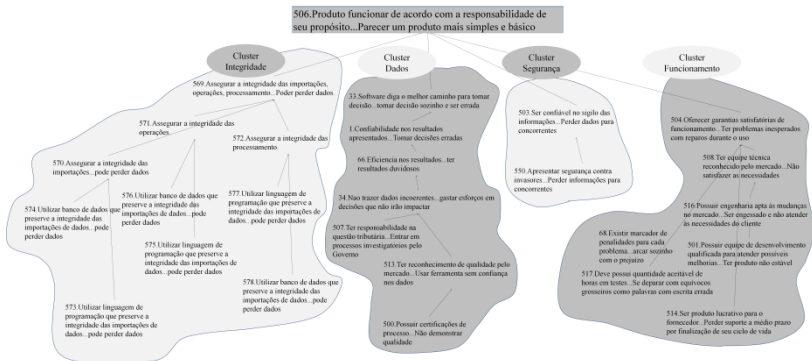 506.Produto funcionar de acordo com a responsabilidade de
seu propósito...Parecer um produto mais simples e básico
Cluster
Integridade
569.Assegurar a integridade das importações,
operações, processamento...Poder perder dados.
571.Assegurar a integridade das
operações.
572.Assegurar a integridade das
processamento.
570.Assegurar a integridade das
importações...pode perder dados
574.Utilizar banco de dados que
preserve a integridade das
importações de dados...pode
perder dados
576.Utilizar banco de dados
que preserve a integridade das
importações de dados...pode
perder dados
577.Utilizar linguagem de
programação que preserve a
integridade das importações
de dados...pode perder dados
575.Utilizar linguagem de
programação que preserve a
integridade das importações
de dados...pode perder dados
578.Utilizar banco de dados que
preserve a integridade das
importações de dados...pode
perder dados
573.Utilizar linguagem de
programação que preserve a
integridade das importações de
dados...pode perder dados
Cluster
Dados
33.Software diga o melhor caminho para tomar
decisão...tomar decisão sozinho e ser errada
1.Confiabilidade nos resultados
apresentados...Tomar decisões erradas
66.Eficiencia nos resultados...ter
resultados duvidosos
34.Nao trazer dados incoerentes...gastar esforços em
decisões que não irão impactar
507.Ter responsabilidade na
questão tributária...Entrar em
processos investigatórios pelo
Governo
513 Ter reconhecimento de qualidade pelo
mercado...Usar ferramenta sem confiança
nos dados
500.Possuir certificações de
processo...Não demonstrar
qualidade
Cluster
Segurança
593.Ser confiável no sigilo das
informações...Perder dados para
concorrentes
550.Apresentar segurança contra
invasores...Perder informações para
concorrentes
Cluster
Funcionamento
504.Oferecer garantias satisfatórias de
funcionamento...Ter problemas inesperados
com reparos durante o uso
508.Ter equipe técnica
reconhecido pelo mercado...Não
satisfazer as necessidades
516.Possuir engenharia apta às mudanças
no mercado...Ser engessado e não atender
às necessidades do cliente
68.Existir marcador de
penalidades para cada
problema...arcar sozinho
com o prejuízo
501.Possuir equipe de desenvolvimento
qualificada para atender possíveis
melhorias...Ter produto não estável
517.Deve possui quantidade aceitável de
horas em testes...Se deparar com equívocos
grosseiros como palavras com escrita errada
514.Ser produto lucrativo para o
fornecedor...Perder suporte a médio prazo
por finalização de seu ciclo de vida